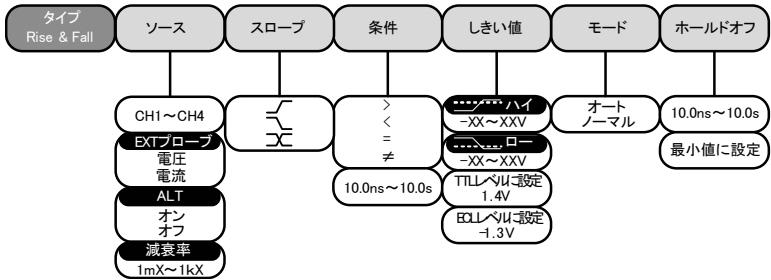 タイプ
Rise & Fall
ソース
スロープ
条件
しきい値
モード
ホールドオフ
CH1～CH4
EXTプローブ
電圧
電流
ALT
オン
オフ
減衰率
1mX～1kX
>
<
=
≠
10.0ns～10.0s
ハイ
-XX～XXV
ロー
-XX～XXV
TTLレベルに設定
1.4V
ECLレベルに設定
-1.3V
オート
ノーマル
10.0ns～10.0s
最小値に設定